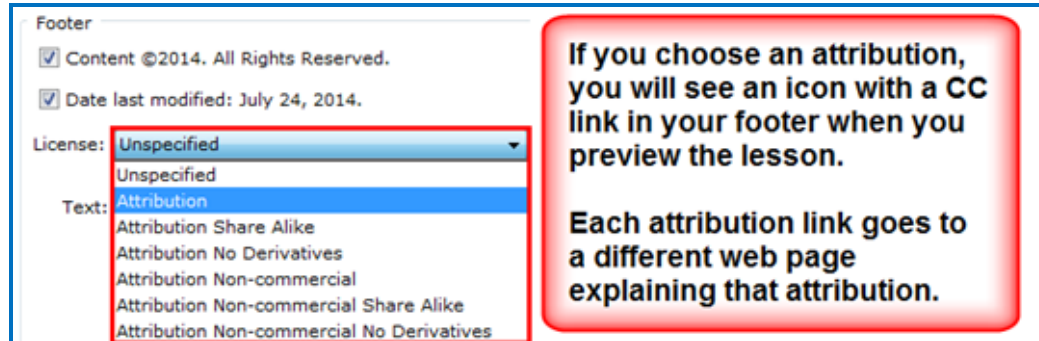 Footer
Content ©2014. All Rights Reserved.
Date last modified: July 24, 2014.
License: Unspecified
Unspecified
Text: Attribution
Attribution Share Alike
Attribution No Derivatives
Attribution Non-commercial
Attribution Non-commercial Share Alike
Attribution Non-commercial No Derivatives
If you choose an attribution,
you will see an icon with a CC
link in your footer when you
preview the lesson.
Each attribution link goes to
a different web page
explaining that attribution.